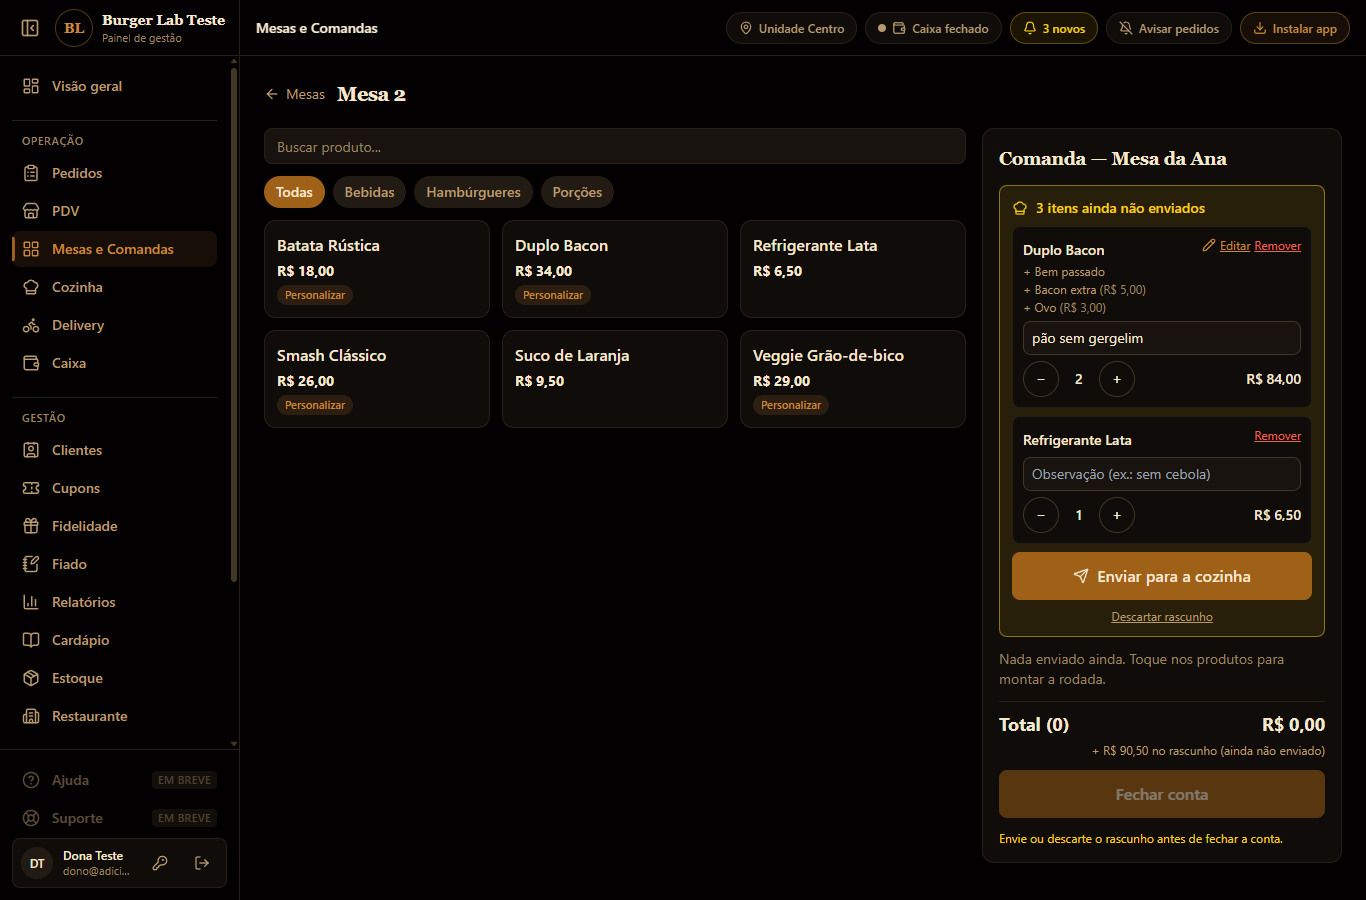 BL
Burger Lab Teste
Painel de gestão
Visão geral
OPERAÇÃO
Pedidos
PDV
Mesas e Comandas
Cozinha
Delivery
Caixa
GESTÃO
Clientes
Cupons
Fidelidade
Fiado
Relatórios
Cardápio
Estoque
Restaurante
Ajuda EM BREVE
Suporte EM BREVE
DT
Dona Teste
dono@adici...
Mesas e Comandas
Unidade Centro
Caixa fechado
3 novos
Avisar pedidos
Instalar app
← Mesas Mesa 2
Buscar produto...
Todas Bebidas Hambúrgueres Porções
Batata Rústica
R$ 18,00
Personalizar
Duplo Bacon
R$ 34,00
Personalizar
Refrigerante Lata
R$ 6,50
Smash Clássico
R$ 26,00
Personalizar
Suco de Laranja
R$ 9,50
Veggie Grão-de-bico
R$ 29,00
Personalizar
Comanda — Mesa da Ana
3 itens ainda não enviados
Duplo Bacon Editar Remover
+ Bem passado
+ Bacon extra (R$ 5,00)
+ Ovo (R$ 3,00)
pão sem gergelim
− 2 + R$ 84,00
Refrigerante Lata Remover
Observação (ex.: sem cebola)
− 1 + R$ 6,50
Enviar para a cozinha
Descartar rascunho
Nada enviado ainda. Toque nos produtos para
montar a rodada.
Total (0) R$ 0,00
+ R$ 90,50 no rascunho (ainda não enviado)
Fechar conta
Envie ou descarte o rascunho antes de fechar a conta.